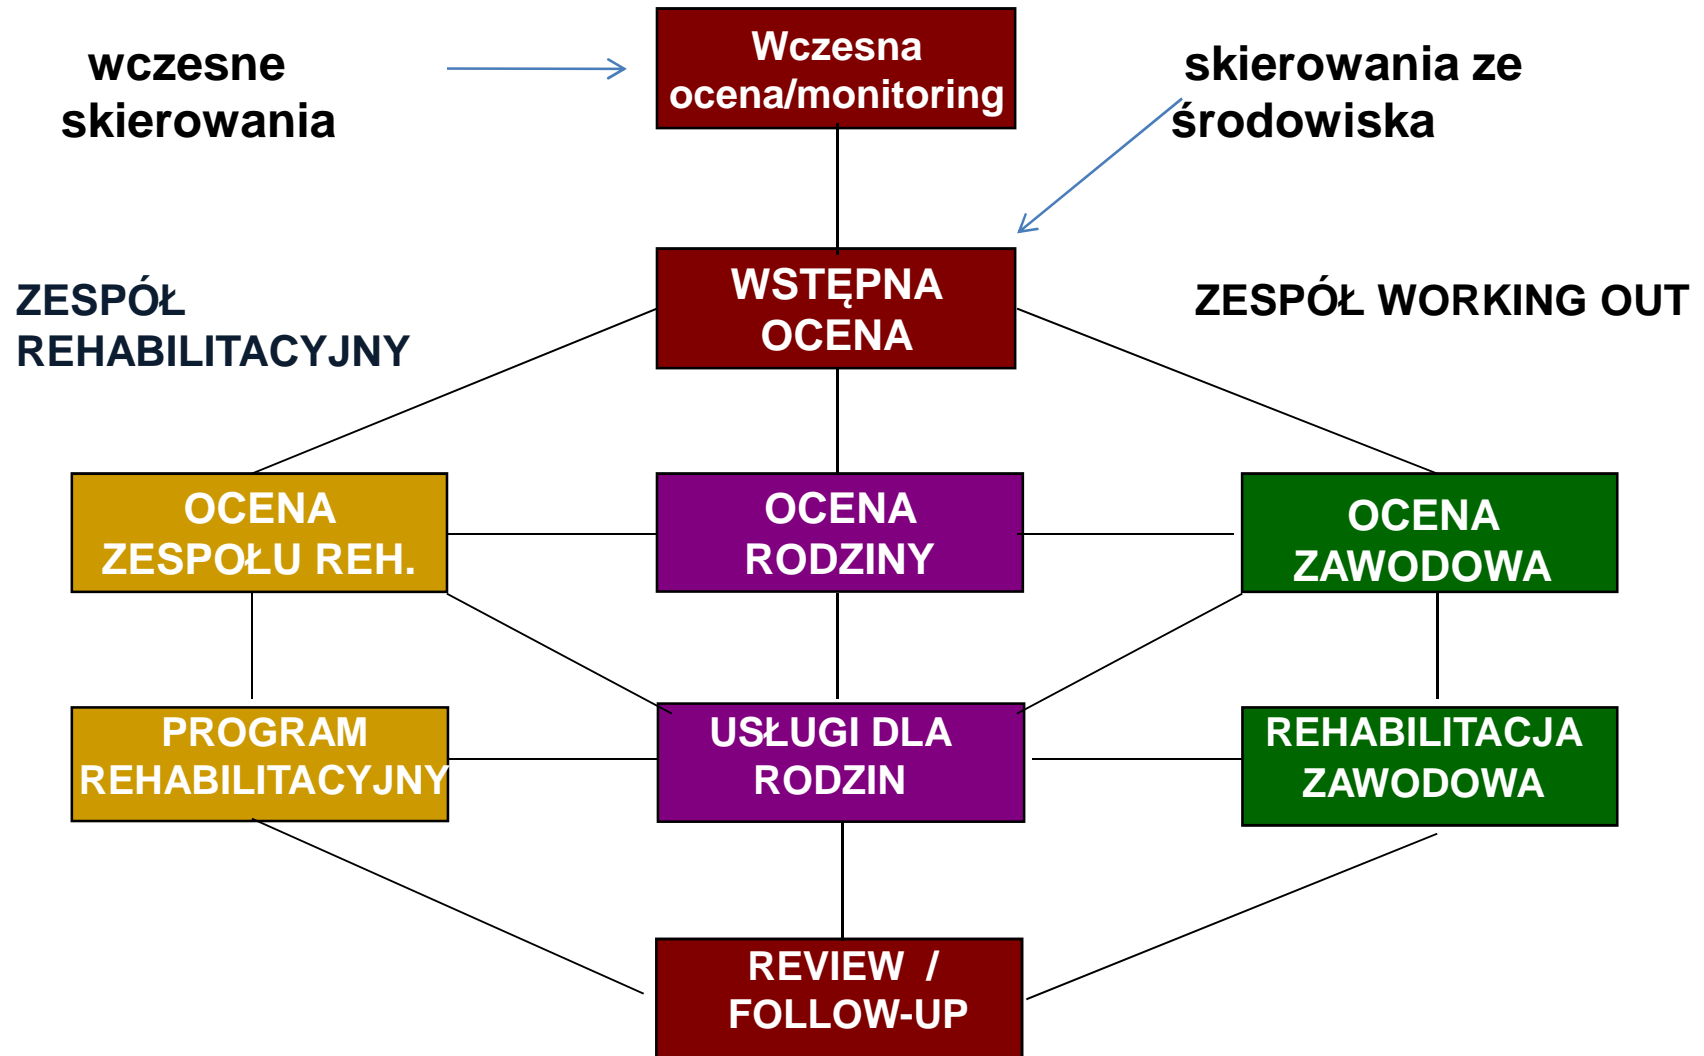 wczesne
skierowania
Wczesna
ocena/monitoring
skierowania ze
środowiska
ZESPÓŁ
REHABILITACYJNY
WSTĘPNA
OCENA
ZESPÓŁ WORKING OUT
OCENA
ZESPOŁU REH.
OCENA
RODZINY
OCENA
ZAWODOWA
PROGRAM
REHABILITACYJNY
USŁUGI DLA
RODZIN
REHABILITACJA
ZAWODOWA
REVIEW /
FOLLOW-UP